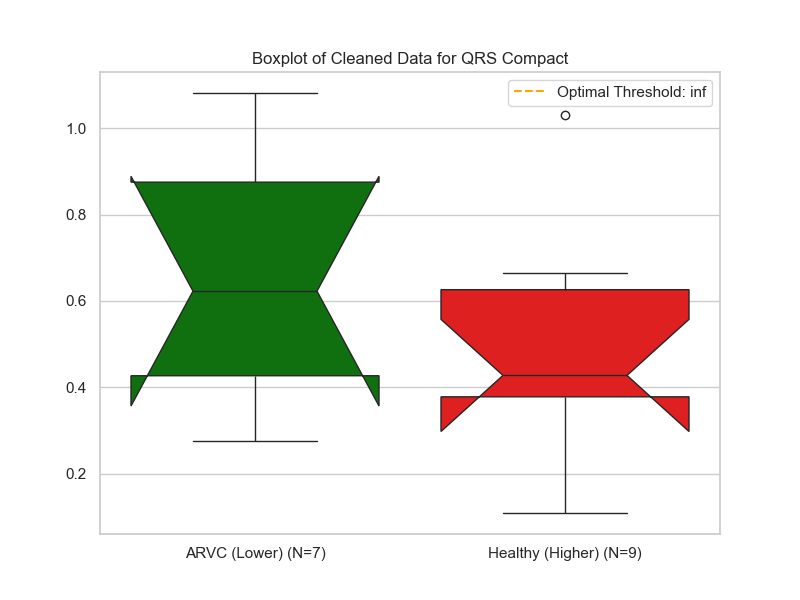 Boxplot of Cleaned Data for QRS Compact
Optimal Threshold: inf
1.0
0.8
0.6
0.4
0.2
ARVC (Lower) (N=7)
Healthy (Higher) (N=9)